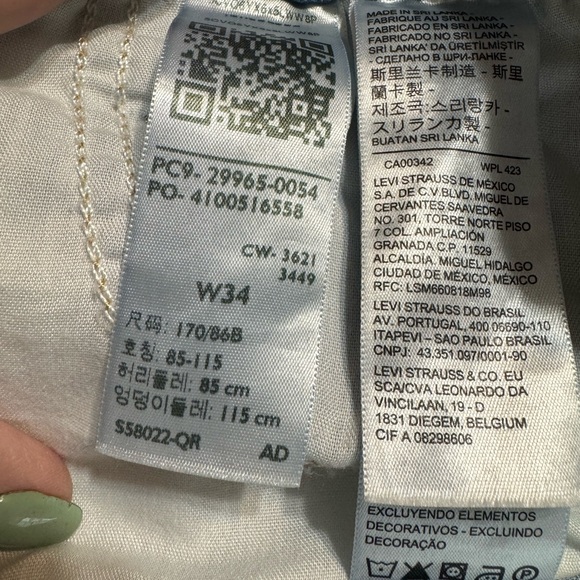 PC9- 29965-0054
PO- 4100516558
CW- 3621
3449
W34
尺码: 170/86B
호칭: 85-115
허리둘레: 85 cm
엉덩이둘레: 115 cm
S58022-QR AD
MADE IN SRI LANKA -
FABRIQUÉ AU SRI LANKA -
FABRICADO EN SRI LANKA -
FABRICADO NO SRI LANKA -
SRI LANKA'DA ÜRETİLMİŞTİR
СДЕЛАНО В ШРИ-ЛАНКЕ -
斯里兰卡制造 - 斯里
蘭卡製 -
제조국:스리랑카 -
スリランカ製 -
BUATAN SRI LANKA
CA00342 WPL 423
LEVI STRAUSS DE MÉXICO
S.A. DE C.V.BLVD. MIGUEL DE
CERVANTES SAAVEDRA
NO. 301, TORRE NORTE PISO
7 COL. AMPLIACIÓN
GRANADA C.P. 11529
ALCALDÍA. MIGUEL HIDALGO
CIUDAD DE MÉXICO, MÉXICO
RFC: LSM660818M98
LEVI STRAUSS DO BRASIL
AV. PORTUGAL, 400 06690-110
ITAPEVI – SAO PAULO BRASIL
CNPJ: 43.351.097/0001-90
LEVI STRAUSS & CO. EU
SCA/CVA LEONARDO DA
VINCILAAN, 19 - D
1831 DIEGEM, BELGIUM
CIF A 08298606
EXCLUYENDO ELEMENTOS
DECORATIVOS - EXCLUINDO
DECORAÇÃO